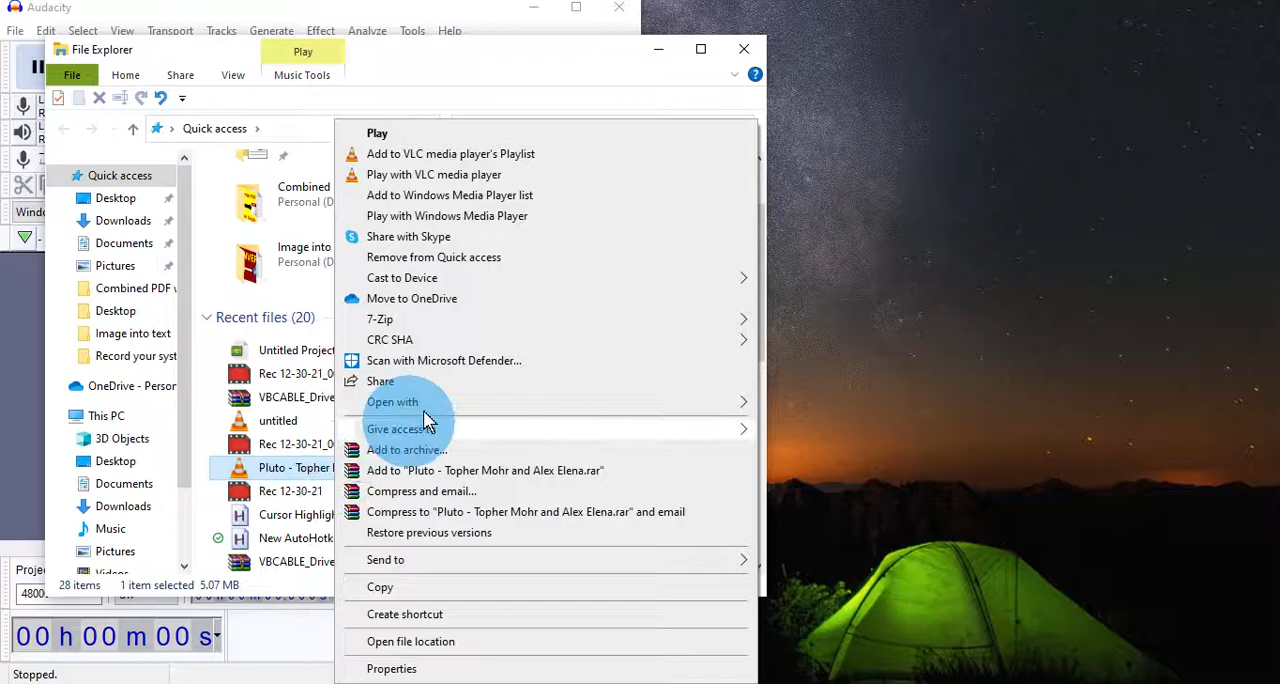 Audacity
File Edit Select View Transport Tracks Generate Effect Analyze Tools Help
File Explorer
Play
File Home Share View Music Tools
Quick access
Quick access
Desktop
Downloads
Documents
Pictures
Combined PDF
Desktop
Image into text
Record your syst
OneDrive - Person
This PC
3D Objects
Desktop
Documents
Downloads
Music
Pictures
Combined
Personal (D
Image into
Personal (D
Recent files (20)
Untitled Project
Rec 12-30-21_0
VBCABLE_Drive
untitled
Rec 12-30-21_0
Pluto - Topher
Rec 12-30-21
Cursor Highligh
New AutoHotk
VBCABLE_Drive
28 items 1 item selected 5.07 MB
Play
Add to VLC media player's Playlist
Play with VLC media player
Add to Windows Media Player list
Play with Windows Media Player
Share with Skype
Remove from Quick access
Cast to Device
Move to OneDrive
7-Zip
CRC SHA
Scan with Microsoft Defender...
Share
Open with
Give access
Add to archive...
Add to "Pluto - Topher Mohr and Alex Elena.rar"
Compress and email...
Compress to "Pluto - Topher Mohr and Alex Elena.rar" and email
Restore previous versions
Send to
Copy
Create shortcut
Open file location
Properties
00 h 00 m 00 s
Stopped.